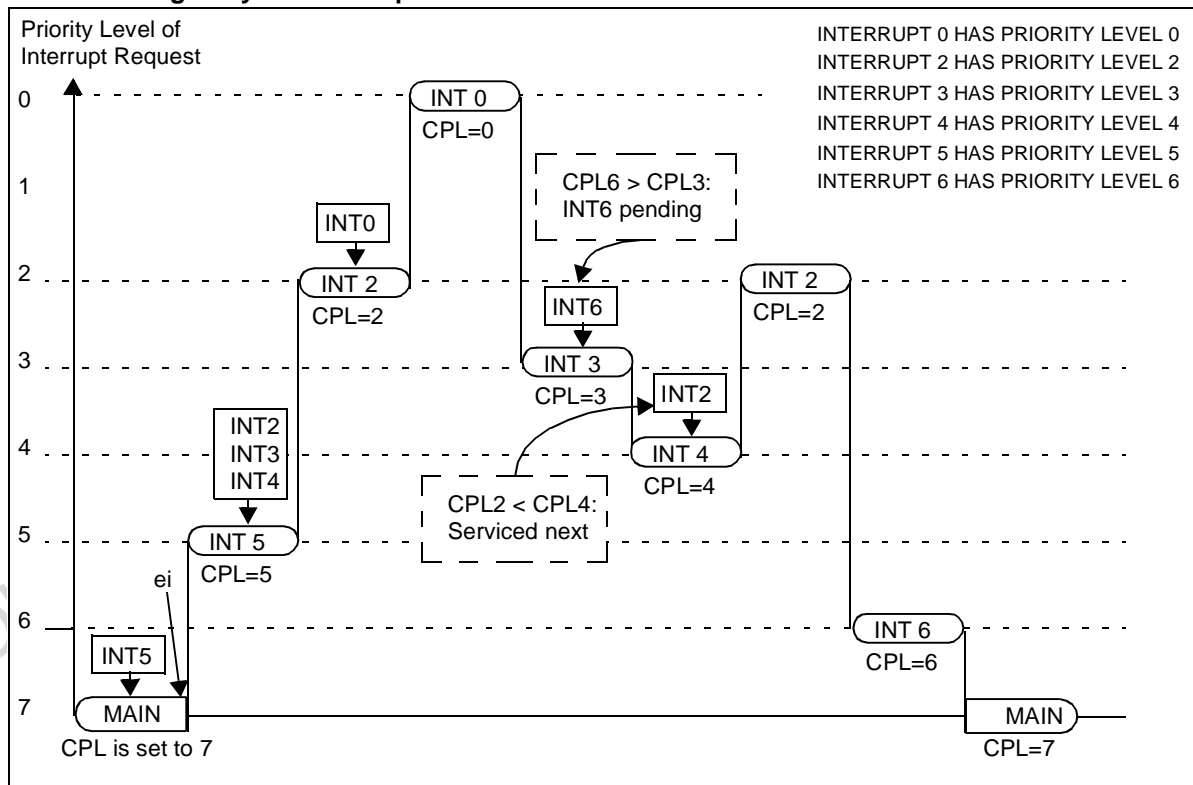 Priority Level of
Interrupt Request
INTERRUPT 0 HAS PRIORITY LEVEL 0
INTERRUPT 2 HAS PRIORITY LEVEL 2
INTERRUPT 3 HAS PRIORITY LEVEL 3
INTERRUPT 4 HAS PRIORITY LEVEL 4
INTERRUPT 5 HAS PRIORITY LEVEL 5
INTERRUPT 6 HAS PRIORITY LEVEL 6
0
INT 0
CPL=0
1
CPL6 > CPL3:
INT6 pending
INT0
2
INT 2
CPL=2
INT 2
CPL=2
INT6
3
INT 3
CPL=3
INT2
INT2
INT3
INT4
4
INT 4
CPL=4
CPL2 < CPL4:
Serviced next
5
INT 5
CPL=5
ei
6
INT 6
CPL=6
INT5
7
MAIN
CPL is set to 7
MAIN
CPL=7